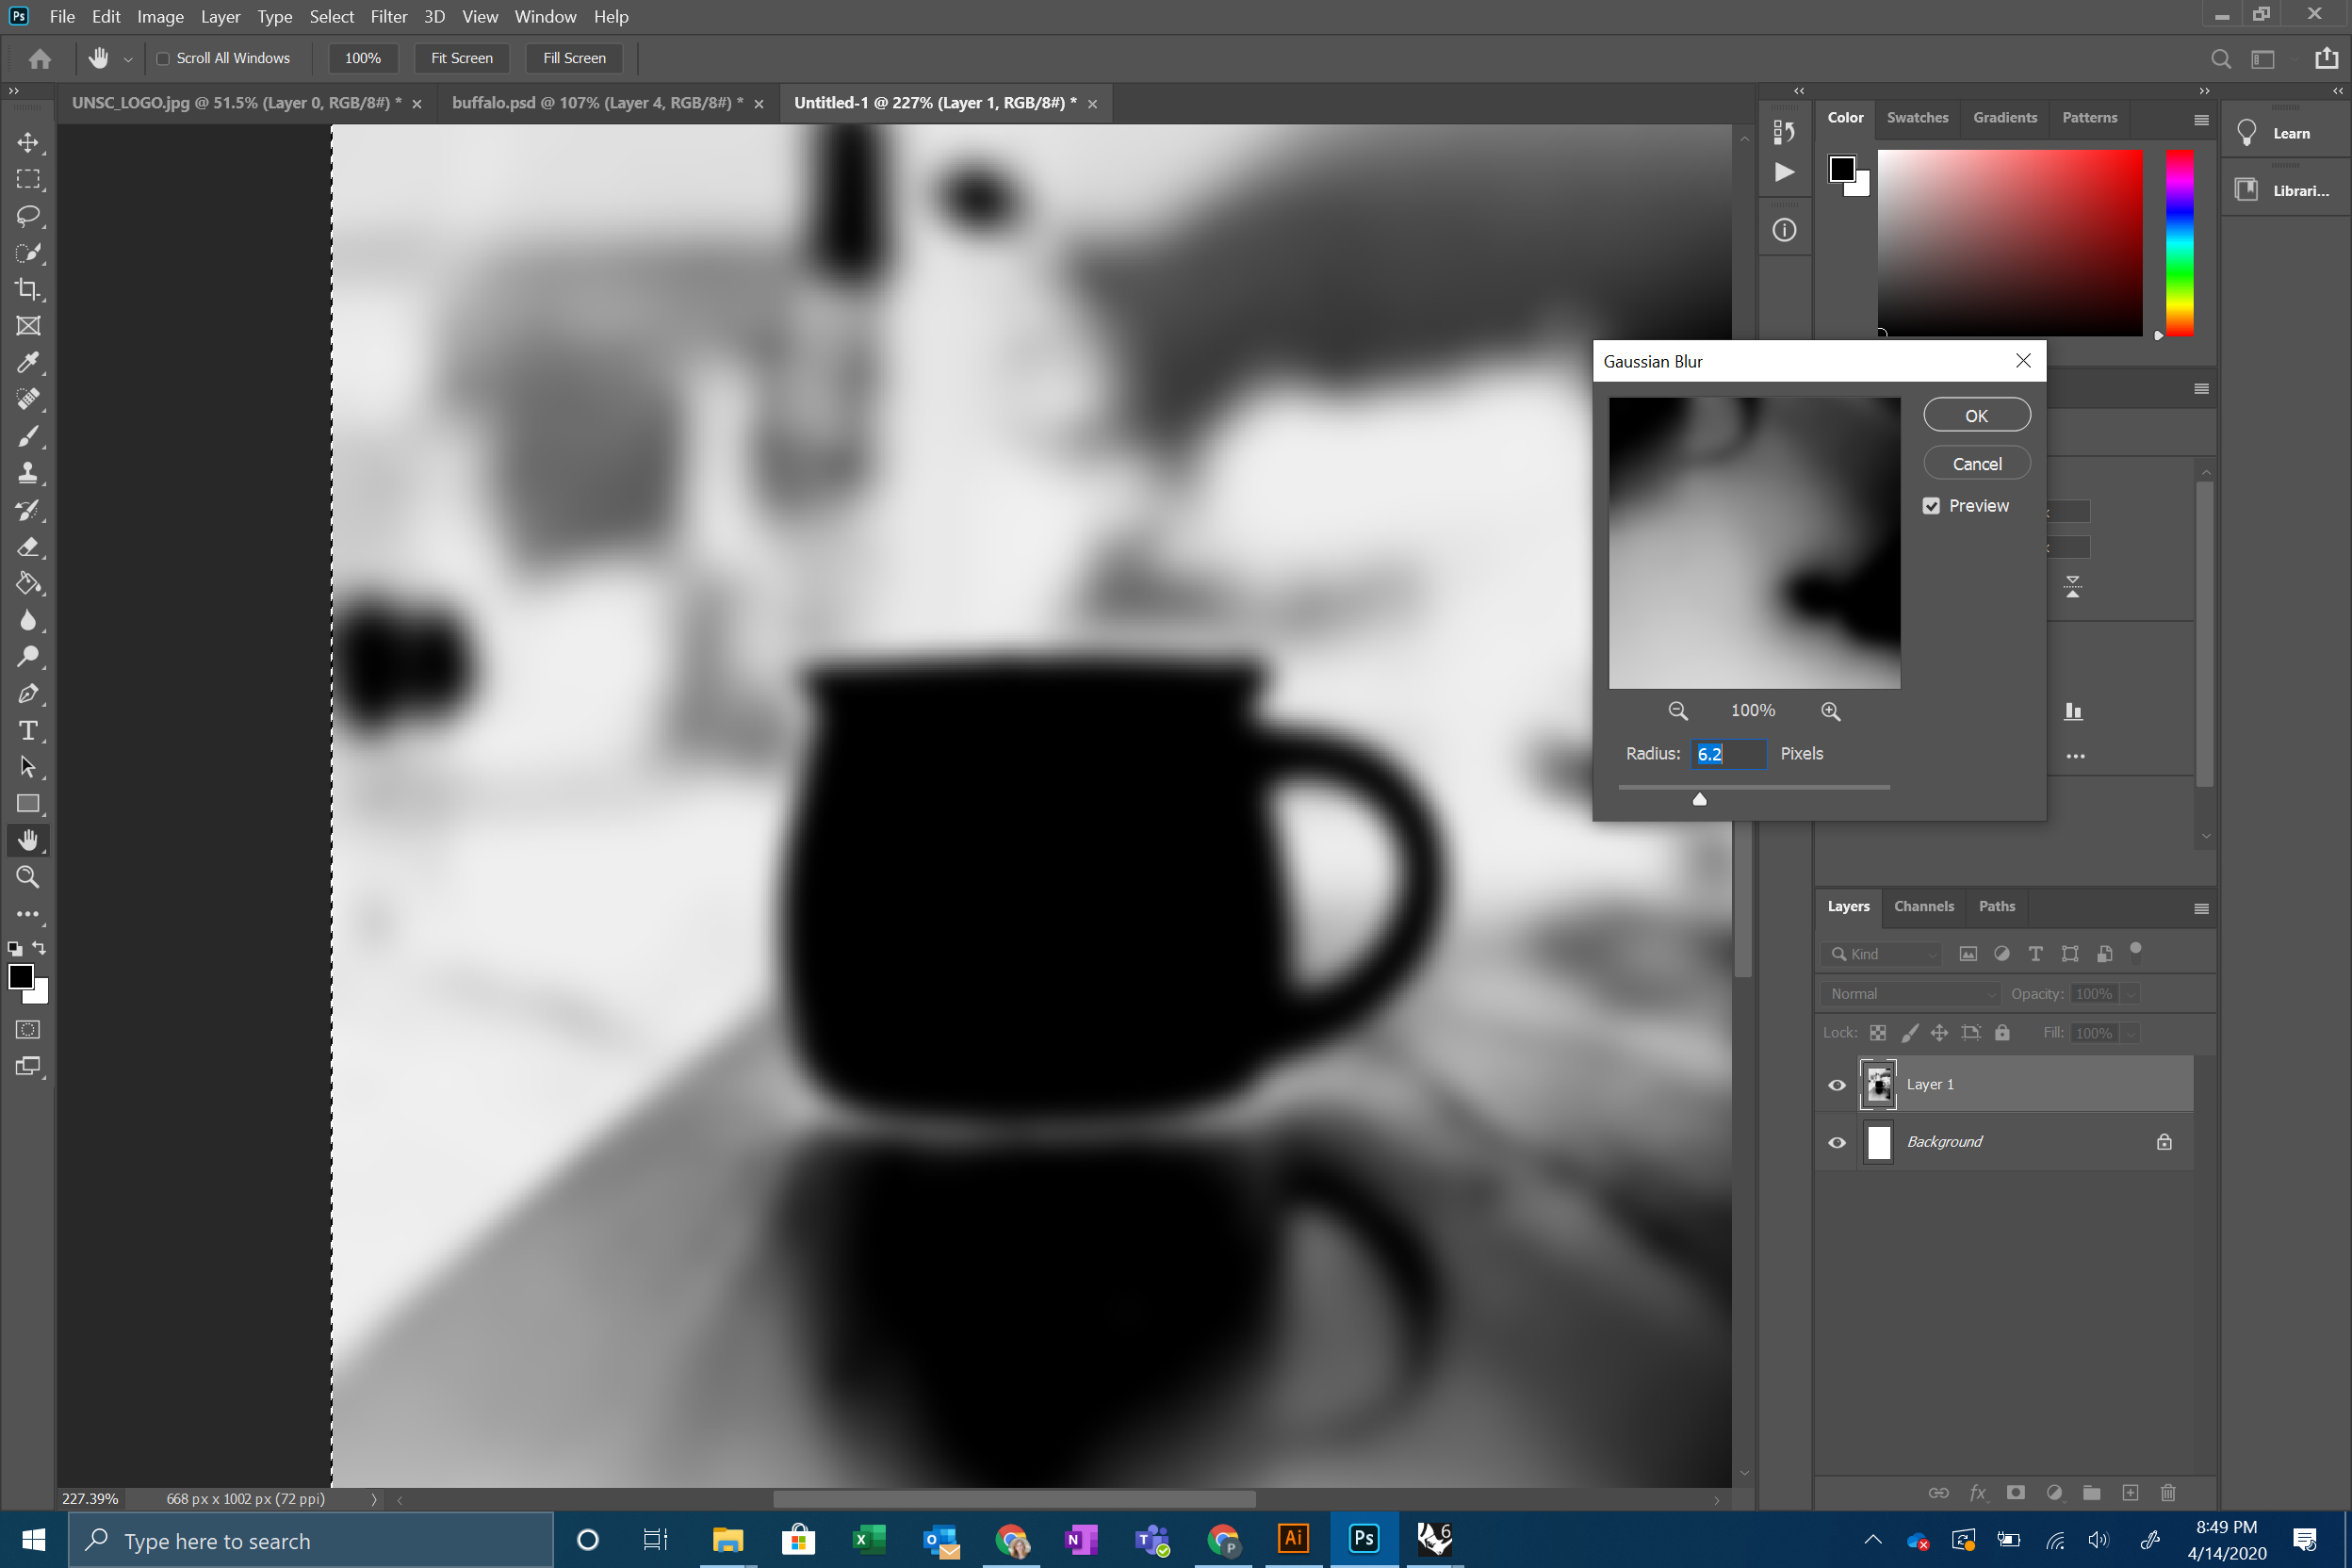 Ps File Edit Image Layer Type Select Filter 3D View Window Help
Scroll All Windows 100% Fit Screen Fill Screen
UNSC_LOGO.jpg @ 51.5% (Layer 0, RGB/8#) * buffalo.psd @ 107% (Layer 4, RGB/8#) * Untitled-1 @ 227% (Layer 1, RGB/8#) *
Color Swatches Gradients Patterns
Learn
Librari...
Gaussian Blur
OK
Cancel
Preview
100%
Radius: 6.2 Pixels
Layers Channels Paths
Kind
Normal Opacity: 100%
Lock: Fill: 100%
Layer 1
Background
227.39% 668 px x 1002 px (72 ppi)
Type here to search
Ai Ps 6
8:49 PM
4/14/2020